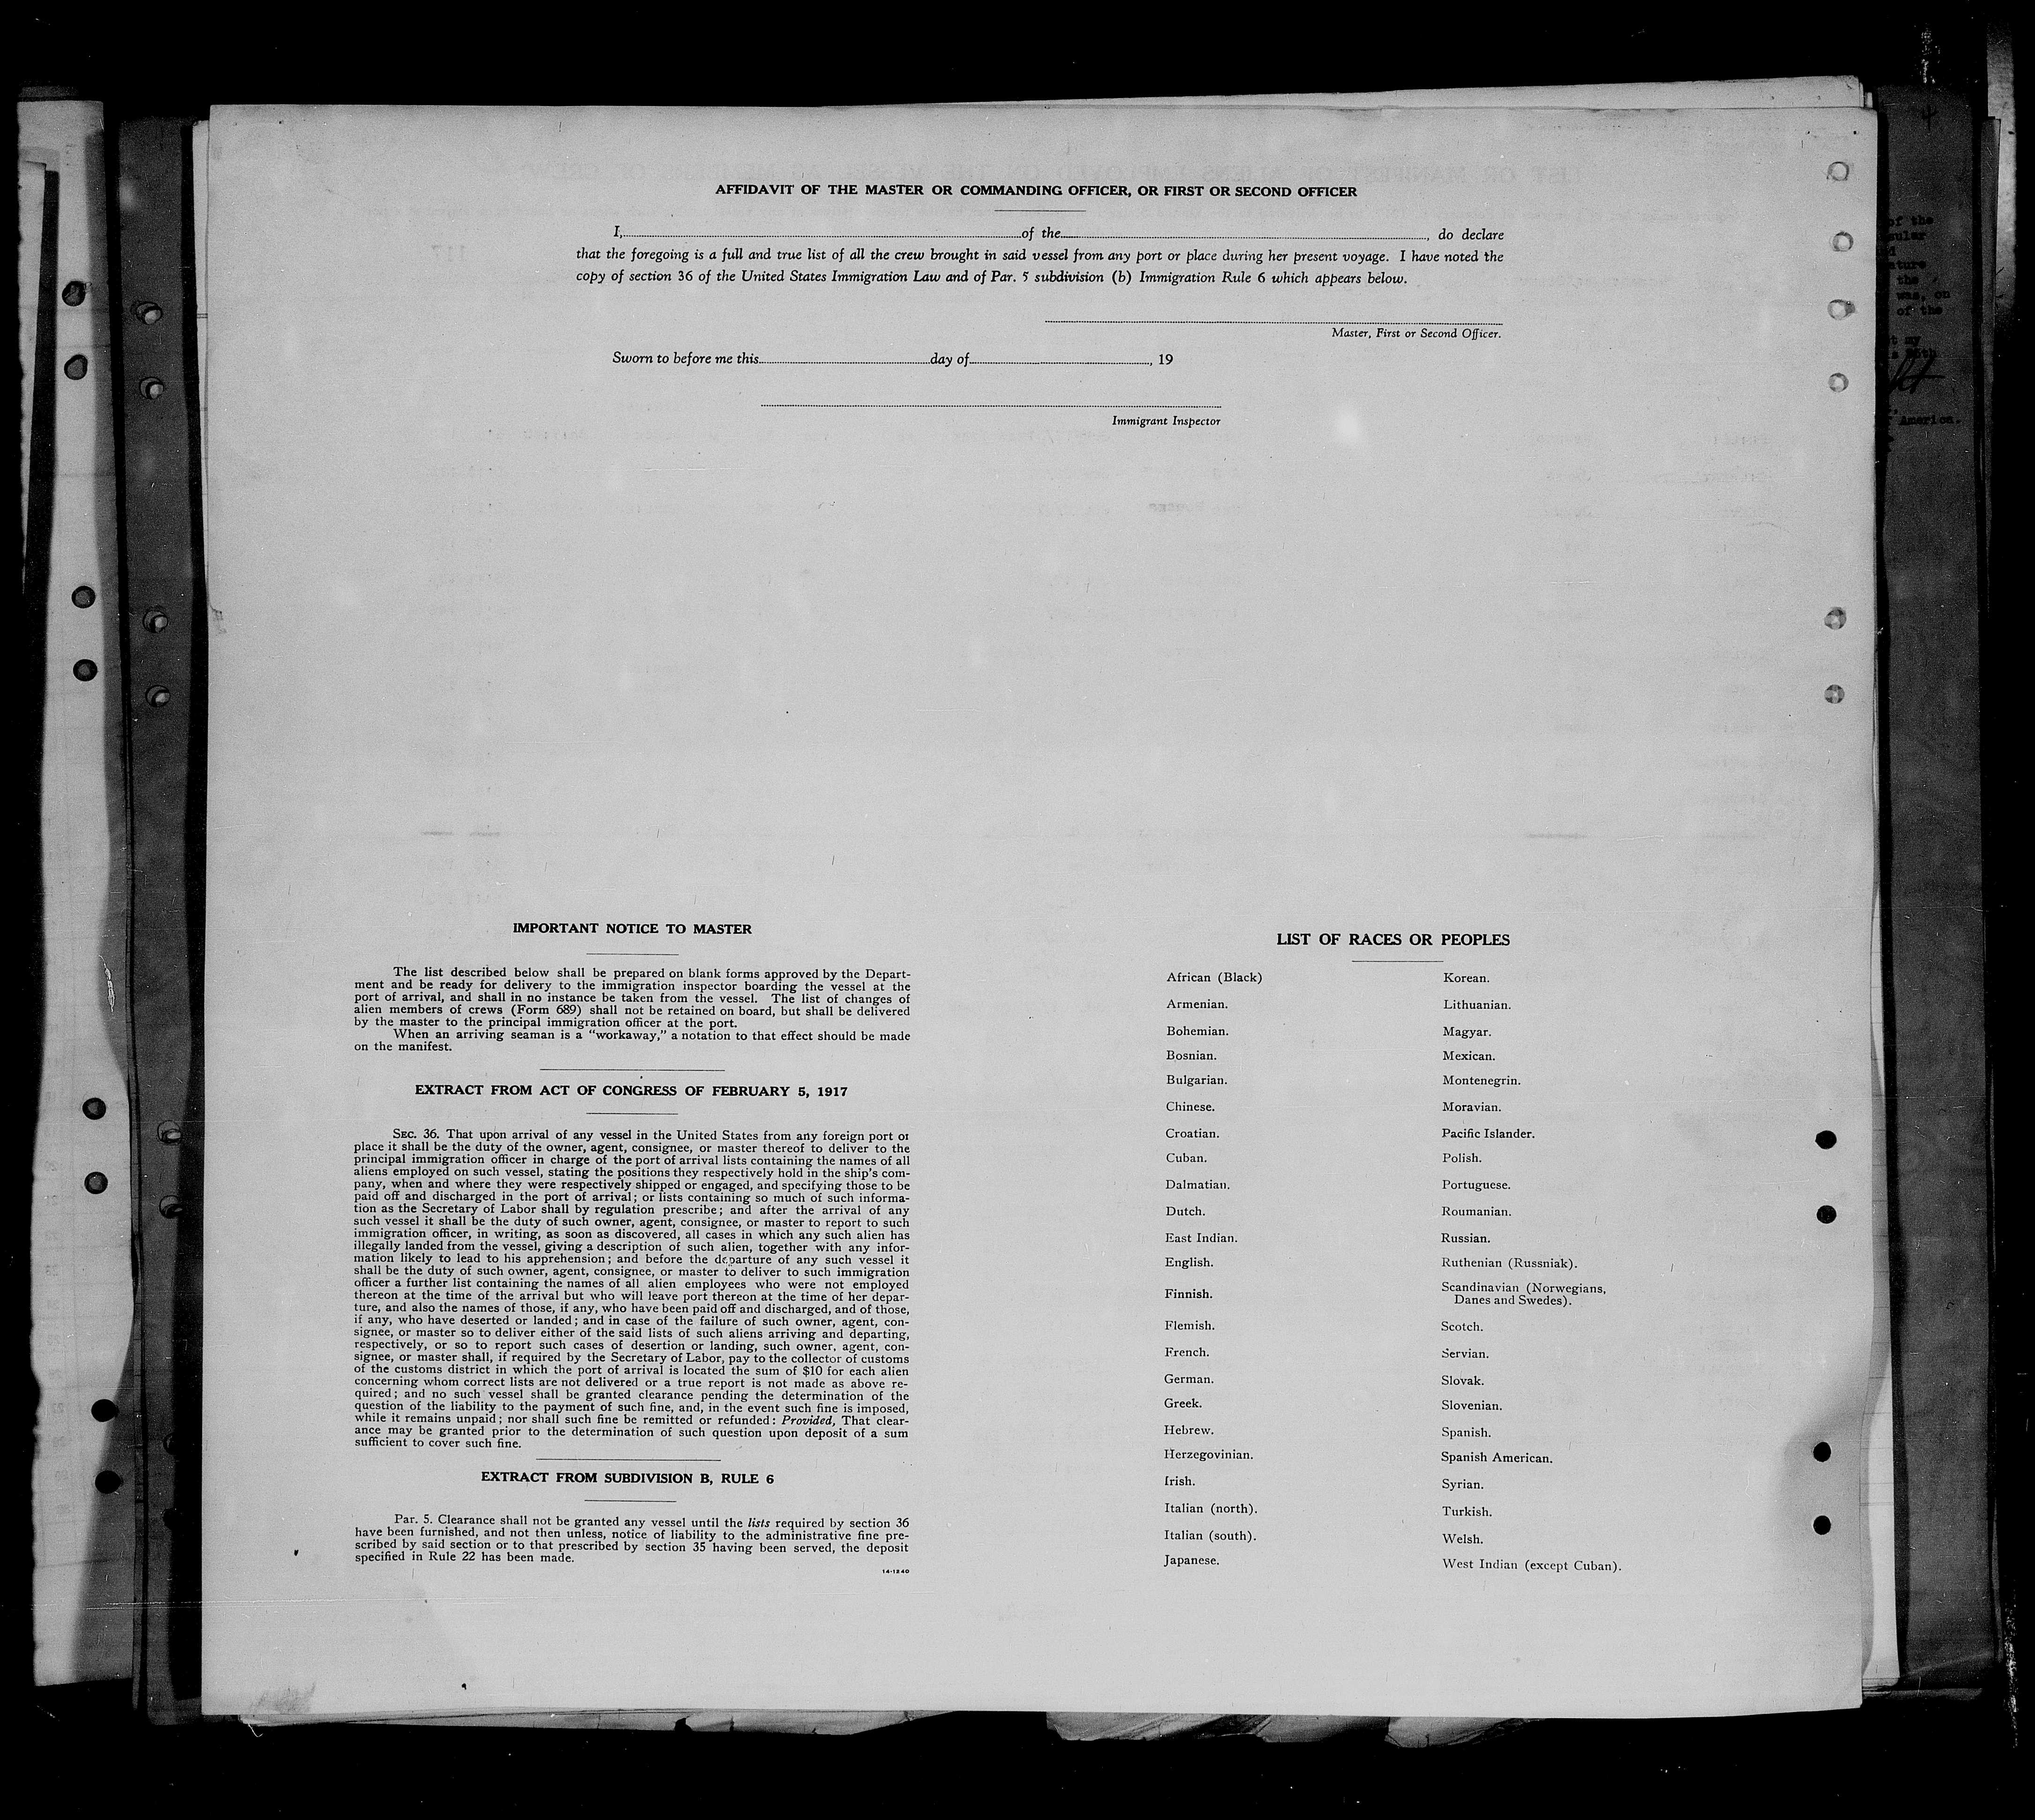 AFFIDAVIT OF THE MASTER OR COMMANDING OFFICER, OR FIRST OR SECOND OFFICER
I, of the , do declare
that the foregoing is a full and true list of all the crew brought in said vessel from any port or place during her present voyage. I have noted the
copy of section 36 of the United States Immigration Law and of Par. 5 subdivision (b) Immigration Rule 6 which appears below.
Master, First or Second Officer.
Sworn to before me this day of , 19
Immigrant Inspector
IMPORTANT NOTICE TO MASTER
The list described below shall be prepared on blank forms approved by the Depart-
ment and be ready for delivery to the immigration inspector boarding the vessel at the
port of arrival, and shall in no instance be taken from the vessel. The list of changes of
alien members of crews (Form 689) shall not be retained on board, but shall be delivered
by the master to the principal immigration officer at the port.
When an arriving seaman is a “workaway,” a notation to that effect should be made
on the manifest.
EXTRACT FROM ACT OF CONGRESS OF FEBRUARY 5, 1917
SEC. 36. That upon arrival of any vessel in the United States from any foreign port or
place it shall be the duty of the owner, agent, consignee, or master thereof to deliver to the
principal immigration officer in charge of the port of arrival lists containing the names of all
aliens employed on such vessel, stating the positions they respectively hold in the ship's com-
pany, when and where they were respectively shipped or engaged, and specifying those to be
paid off and discharged in the port of arrival; or lists containing so much of such informa-
tion as the Secretary of Labor shall by regulation prescribe; and after the arrival of any
such vessel it shall be the duty of such owner, agent, consignee, or master to report to such
immigration officer, in writing, as soon as discovered, all cases in which any such alien has
illegally landed from the vessel, giving a description of such alien, together with any infor-
mation likely to lead to his apprehension; and before the departure of any such vessel it
shall be the duty of such owner, agent, consignee, or master to deliver to such immigration
officer a further list containing the names of all alien employees who were not employed
thereon at the time of the arrival but who will leave port thereon at the time of her depar-
ture, and also the names of those, if any, who have been paid off and discharged, and of those,
if any, who have deserted or landed; and in case of the failure of such owner, agent, con-
signee, or master so to deliver either of the said lists of such aliens arriving and departing,
respectively, or so to report such cases of desertion or landing, such owner, agent, con-
signee, or master shall, if required by the Secretary of Labor, pay to the collector of customs
of the customs district in which the port of arrival is located the sum of $10 for each alien
concerning whom correct lists are not delivered or a true report is not made as above re-
quired; and no such vessel shall be granted clearance pending the determination of the
question of the liability to the payment of such fine, and, in the event such fine is imposed,
while it remains unpaid; nor shall such fine be remitted or refunded: Provided, That clear-
ance may be granted prior to the determination of such question upon deposit of a sum
sufficient to cover such fine.
EXTRACT FROM SUBDIVISION B, RULE 6
Par. 5. Clearance shall not be granted any vessel until the lists required by section 36
have been furnished, and not then unless, notice of liability to the administrative fine pre-
scribed by said section or to that prescribed by section 35 having been served, the deposit
specified in Rule 22 has been made.
14-1240
LIST OF RACES OR PEOPLES
African (Black)
Armenian.
Bohemian.
Bosnian.
Bulgarian.
Chinese.
Croatian.
Cuban.
Dalmatian.
Dutch.
East Indian.
English.
Finnish.
Flemish.
French.
German.
Greek.
Hebrew.
Herzegovinian.
Irish.
Italian (north).
Italian (south).
Japanese.
Korean.
Lithuanian.
Magyar.
Mexican.
Montenegrin.
Moravian.
Pacific Islander.
Polish.
Portuguese.
Roumanian.
Russian.
Ruthenian (Russniak).
Scandinavian (Norwegians,
Danes and Swedes).
Scotch.
Servian.
Slovak.
Slovenian.
Spanish.
Spanish American.
Syrian.
Turkish.
Welsh.
West Indian (except Cuban).
of the
the
was, on
of the
my
America.